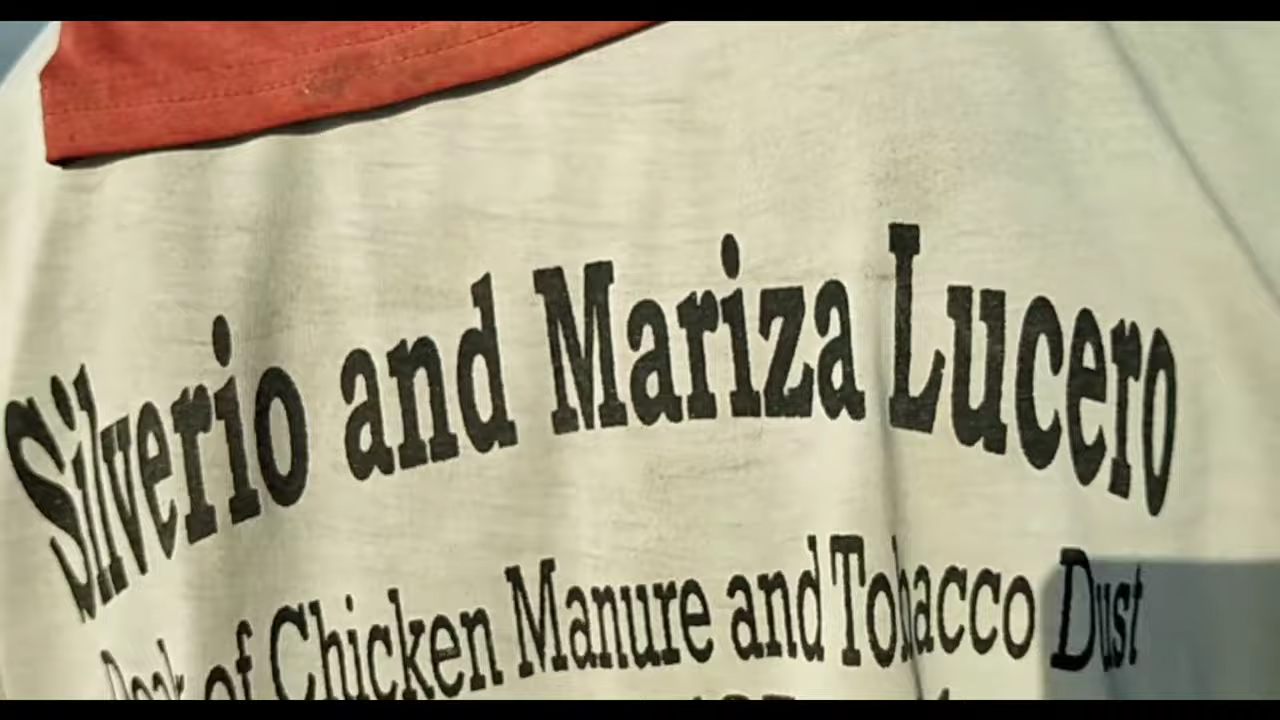 Silverio and Mariza Lucero
of Chicken Manure and Tobacco Dust